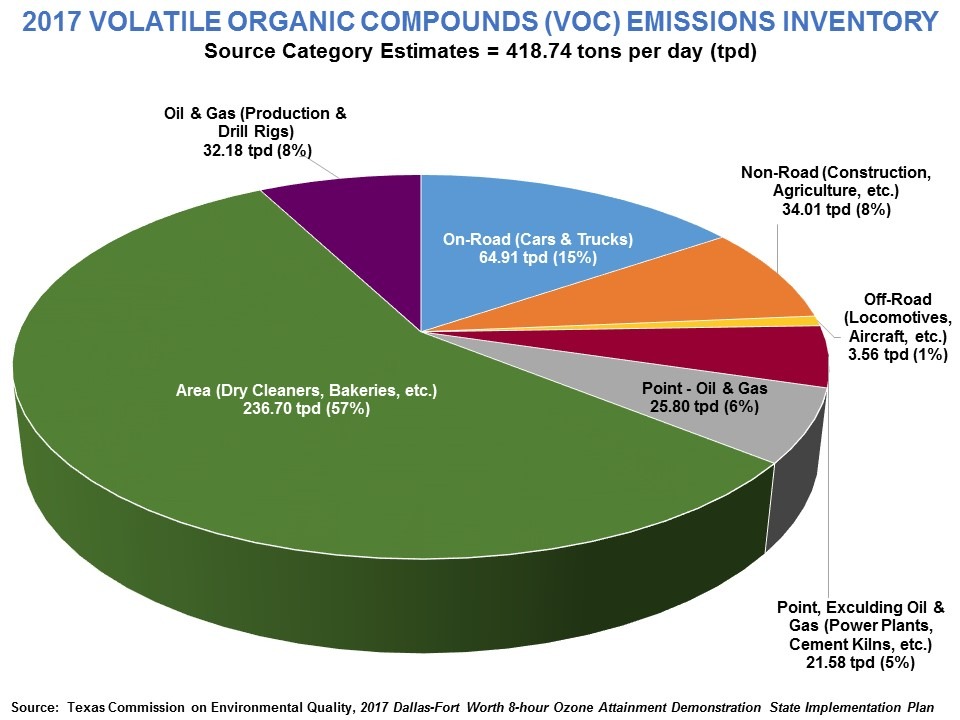 2017 VOLATILE ORGANIC COMPOUNDS (VOC) EMISSIONS INVENTORY
Source Category Estimates = 418.74 tons per day (tpd)
Oil & Gas (Production &
Drill Rigs)
32.18 tpd (8%)
Non-Road (Construction,
Agriculture, etc.)
34.01 tpd (8%)
On-Road (Cars & Trucks)
64.91 tpd (15%)
Off-Road
(Locomotives,
Aircraft, etc.)
3.56 tpd (1%)
Area (Dry Cleaners, Bakeries, etc.)
236.70 tpd (57%)
Point - Oil & Gas
25.80 tpd (6%)
Point, Exculding Oil &
Gas (Power Plants,
Cement Kilns, etc.)
21.58 tpd (5%)
Source: Texas Commission on Environmental Quality, 2017 Dallas-Fort Worth 8-hour Ozone Attainment Demonstration State Implementation Plan